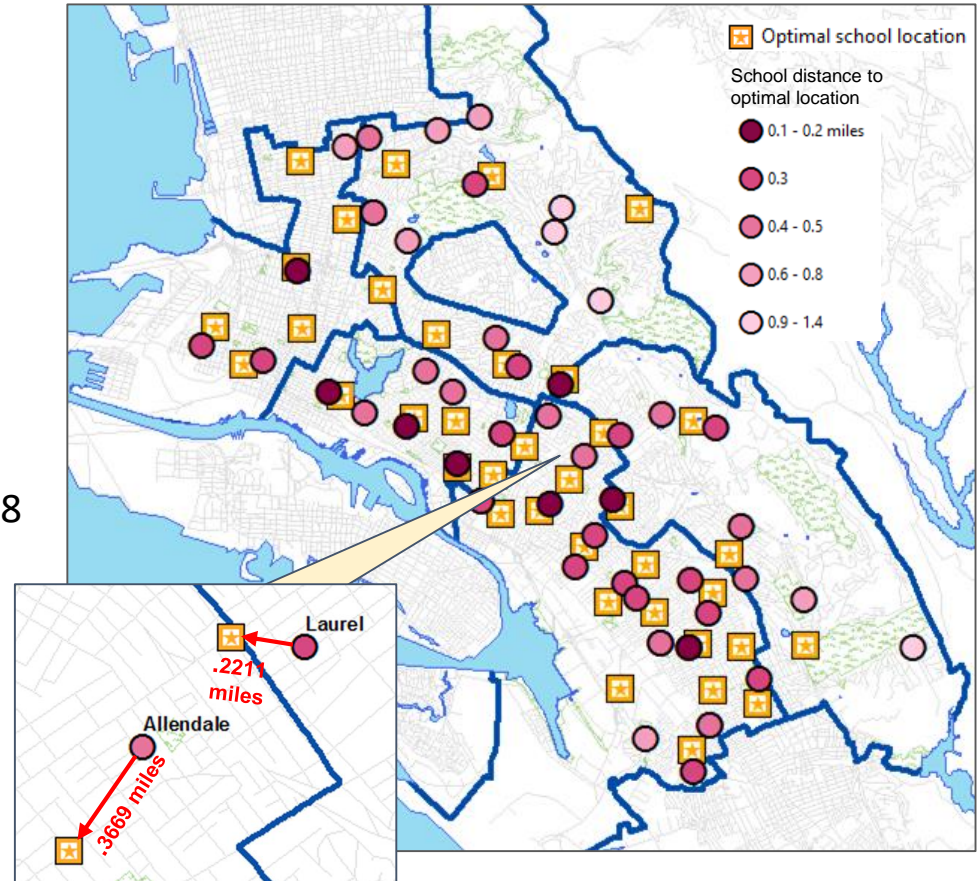 Optimal school location
School distance to
optimal location
0.1 - 0.2 miles
0.3
0.4 - 0.5
0.6 - 0.8
0.9 - 1.4
8
Laurel
.2211
miles
Allendale
.3669 miles